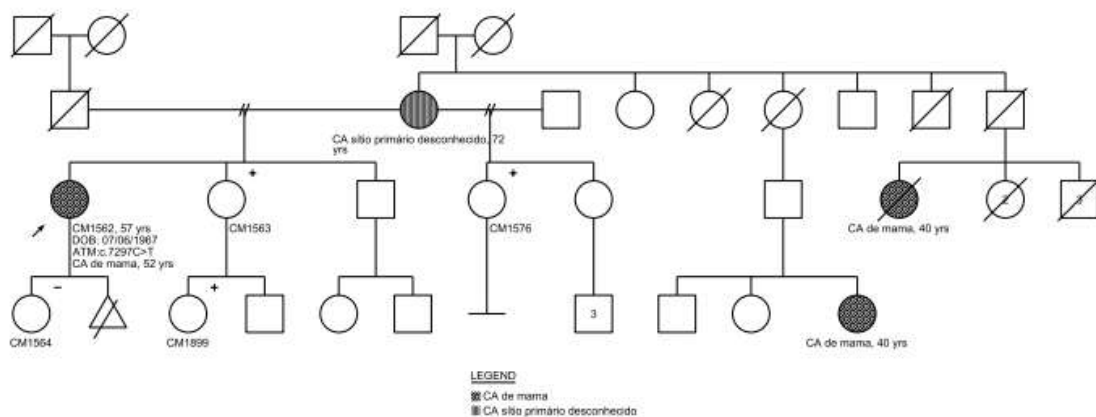 CA sítio primário desconhecido, 72
yrs
+
+
2
3
CM1562, 57 yrs
DOB: 07/06/1967
ATM:c.7297C>T
CA de mama, 52 yrs
CM1563
CM1576
CA de mama, 40 yrs
−
+
3
CM1564
CM1899
CA de mama, 40 yrs
LEGEND
CA de mama
CA sítio primário desconhecido